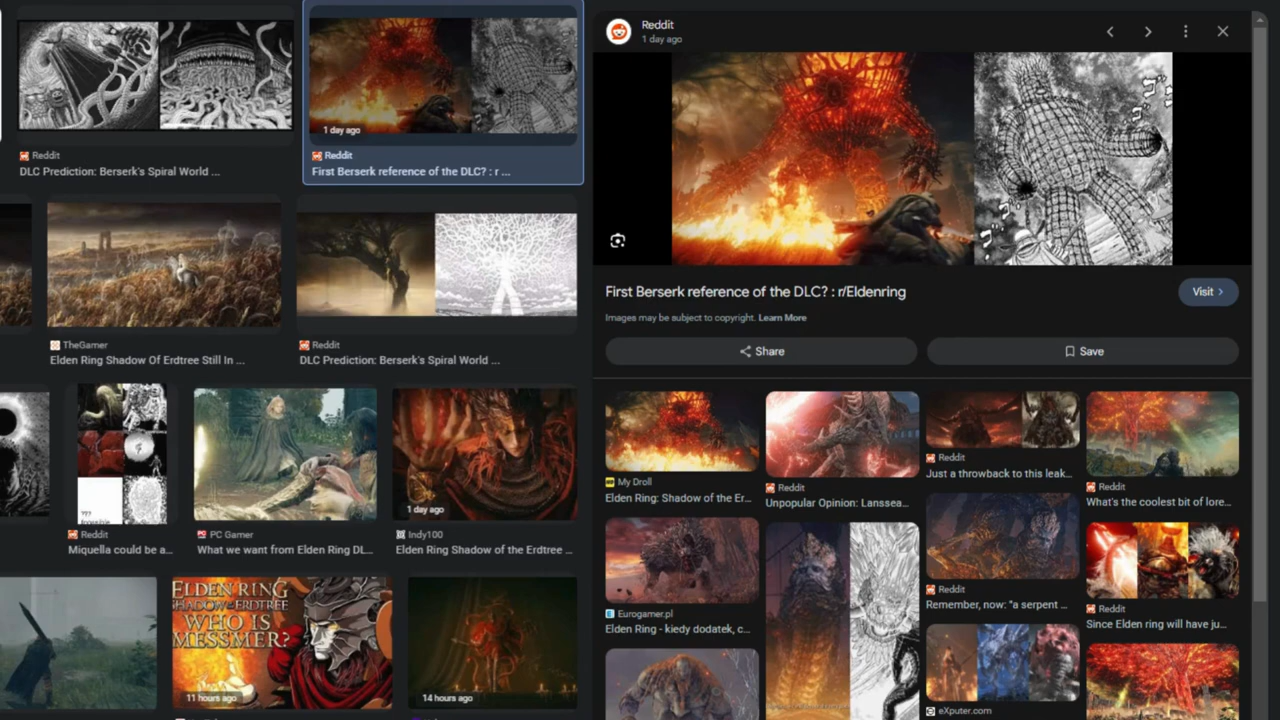 Reddit
DLC Prediction: Berserk's Spiral World ...
1 day ago
Reddit
First Berserk reference of the DLC? : r ...
TheGamer
Elden Ring Shadow Of Erdtree Still In ...
Reddit
DLC Prediction: Berserk's Spiral World ...
???
Reddit
Miquella could be a...
PC Gamer
What we want from Elden Ring DL...
1 day ago
Indy100
Elden Ring Shadow of the Erdtree ...
ELDEN RING
SHADOW OF THE ERDTREE
WHO IS
MESSMER?
11 hours ago
14 hours ago
Reddit
1 day ago
First Berserk reference of the DLC? : r/Eldenring
Visit
Images may be subject to copyright. Learn More
Share
Save
My Droll
Elden Ring: Shadow of the Er...
Reddit
Unpopular Opinion: Lanssea...
Reddit
Just a throwback to this leak...
Reddit
What's the coolest bit of lore...
Eurogamer.pl
Elden Ring - kiedy dodatek, c...
Reddit
Remember, now: "a serpent ...
Reddit
Since Elden ring will have ju...
eXputer.com